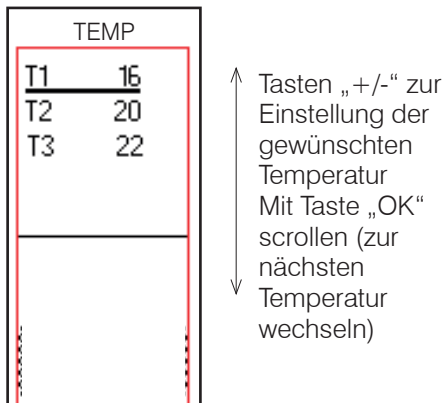 TEMP
T1 16
T2 20
T3 22
Tasten „+/-“ zur
Einstellung der
gewünschten
Temperatur
Mit Taste „OK“
scrollen (zur
nächsten
Temperatur
wechseln)